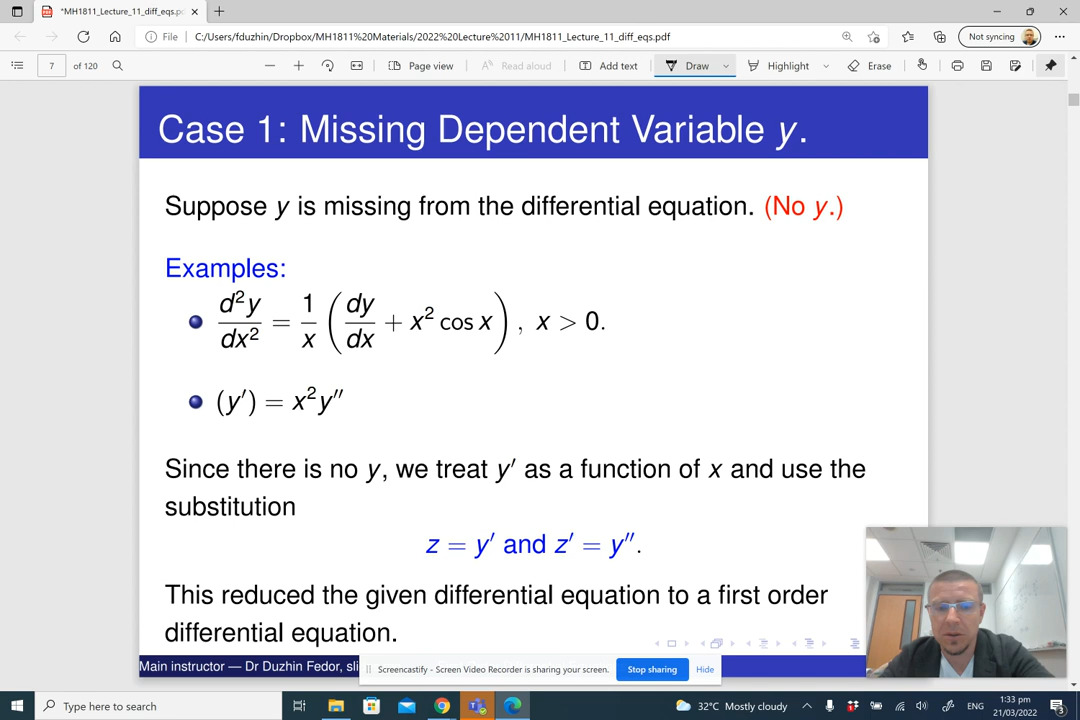 *MH1811_Lecture_11_diff_eqs.pd
File
C:/Users/fduzhin/Dropbox/MH1811%20Materials/2022%20Lecture%2011/MH1811_Lecture_11_diff_eqs.pdf
Not syncing
7 of 120
Page view
Read aloud
Add text
Draw
Highlight
Erase
Case 1: Missing Dependent Variable y.
Suppose y is missing from the differential equation. (No y.)
Examples:
d²y/dx² = 1/x (dy/dx + x² cos x), x > 0.
(y′) = x²y″
Since there is no y, we treat y′ as a function of x and use the
substitution
z = y′ and z′ = y″.
This reduced the given differential equation to a first order
differential equation.
Main instructor — Dr Duzhin Fedor, sli
Screencastify - Screen Video Recorder is sharing your screen.
Stop sharing
Hide
Type here to search
32°C Mostly cloudy
ENG
1:33 pm
21/03/2022
3